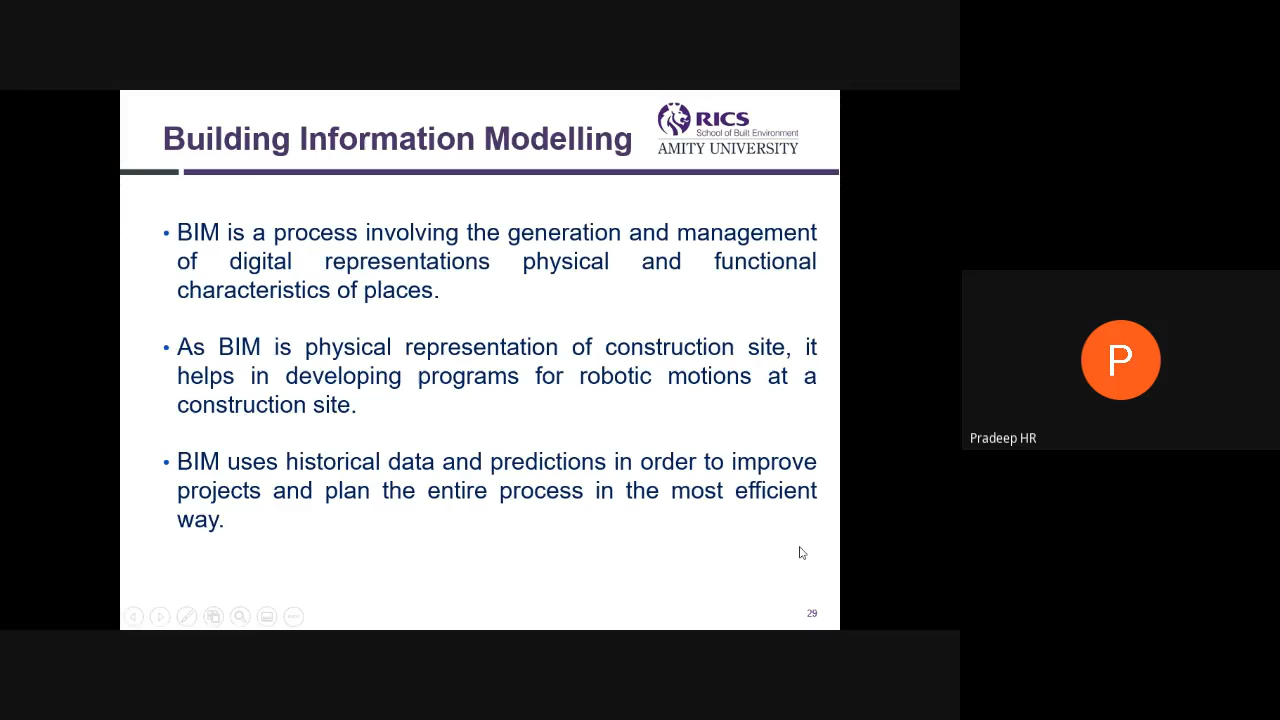 Building Information Modelling
RICS
School of Built Environment
AMITY UNIVERSITY
• BIM is a process involving the generation and management
of digital representations physical and functional
characteristics of places.
• As BIM is physical representation of construction site, it
helps in developing programs for robotic motions at a
construction site.
• BIM uses historical data and predictions in order to improve
projects and plan the entire process in the most efficient
way.
29
P
Pradeep HR